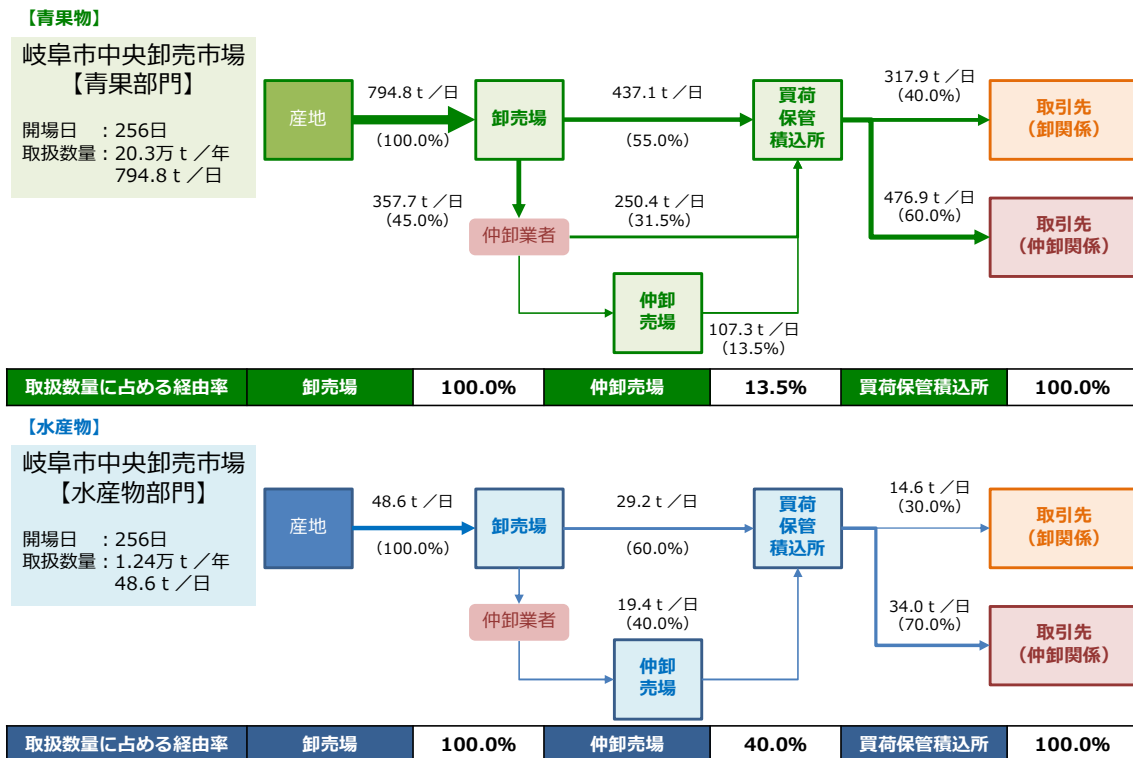 【青果物】
岐阜市中央卸売市場
【青果部門】
開場日　：256日
取扱数量：20.3万ｔ／年
794.8ｔ／日
産地
794.8ｔ／日
（100.0%）
卸売場
437.1ｔ／日
（55.0%）
買荷
保管
積込所
317.9ｔ／日
（40.0%）
取引先
（卸関係）
357.7ｔ／日
（45.0%）
仲卸業者
250.4ｔ／日
（31.5%）
476.9ｔ／日
（60.0%）
取引先
（仲卸関係）
仲卸
売場
107.3ｔ／日
（13.5%）
取扱数量に占める経由率　卸売場　100.0%　仲卸売場　13.5%　買荷保管積込所　100.0%
【水産物】
岐阜市中央卸売市場
【水産物部門】
開場日　：256日
取扱数量：1.24万ｔ／年
48.6ｔ／日
産地
48.6ｔ／日
（100.0%）
卸売場
29.2ｔ／日
（60.0%）
買荷
保管
積込所
14.6ｔ／日
（30.0%）
取引先
（卸関係）
仲卸業者
19.4ｔ／日
（40.0%）
仲卸
売場
34.0ｔ／日
（70.0%）
取引先
（仲卸関係）
取扱数量に占める経由率　卸売場　100.0%　仲卸売場　40.0%　買荷保管積込所　100.0%